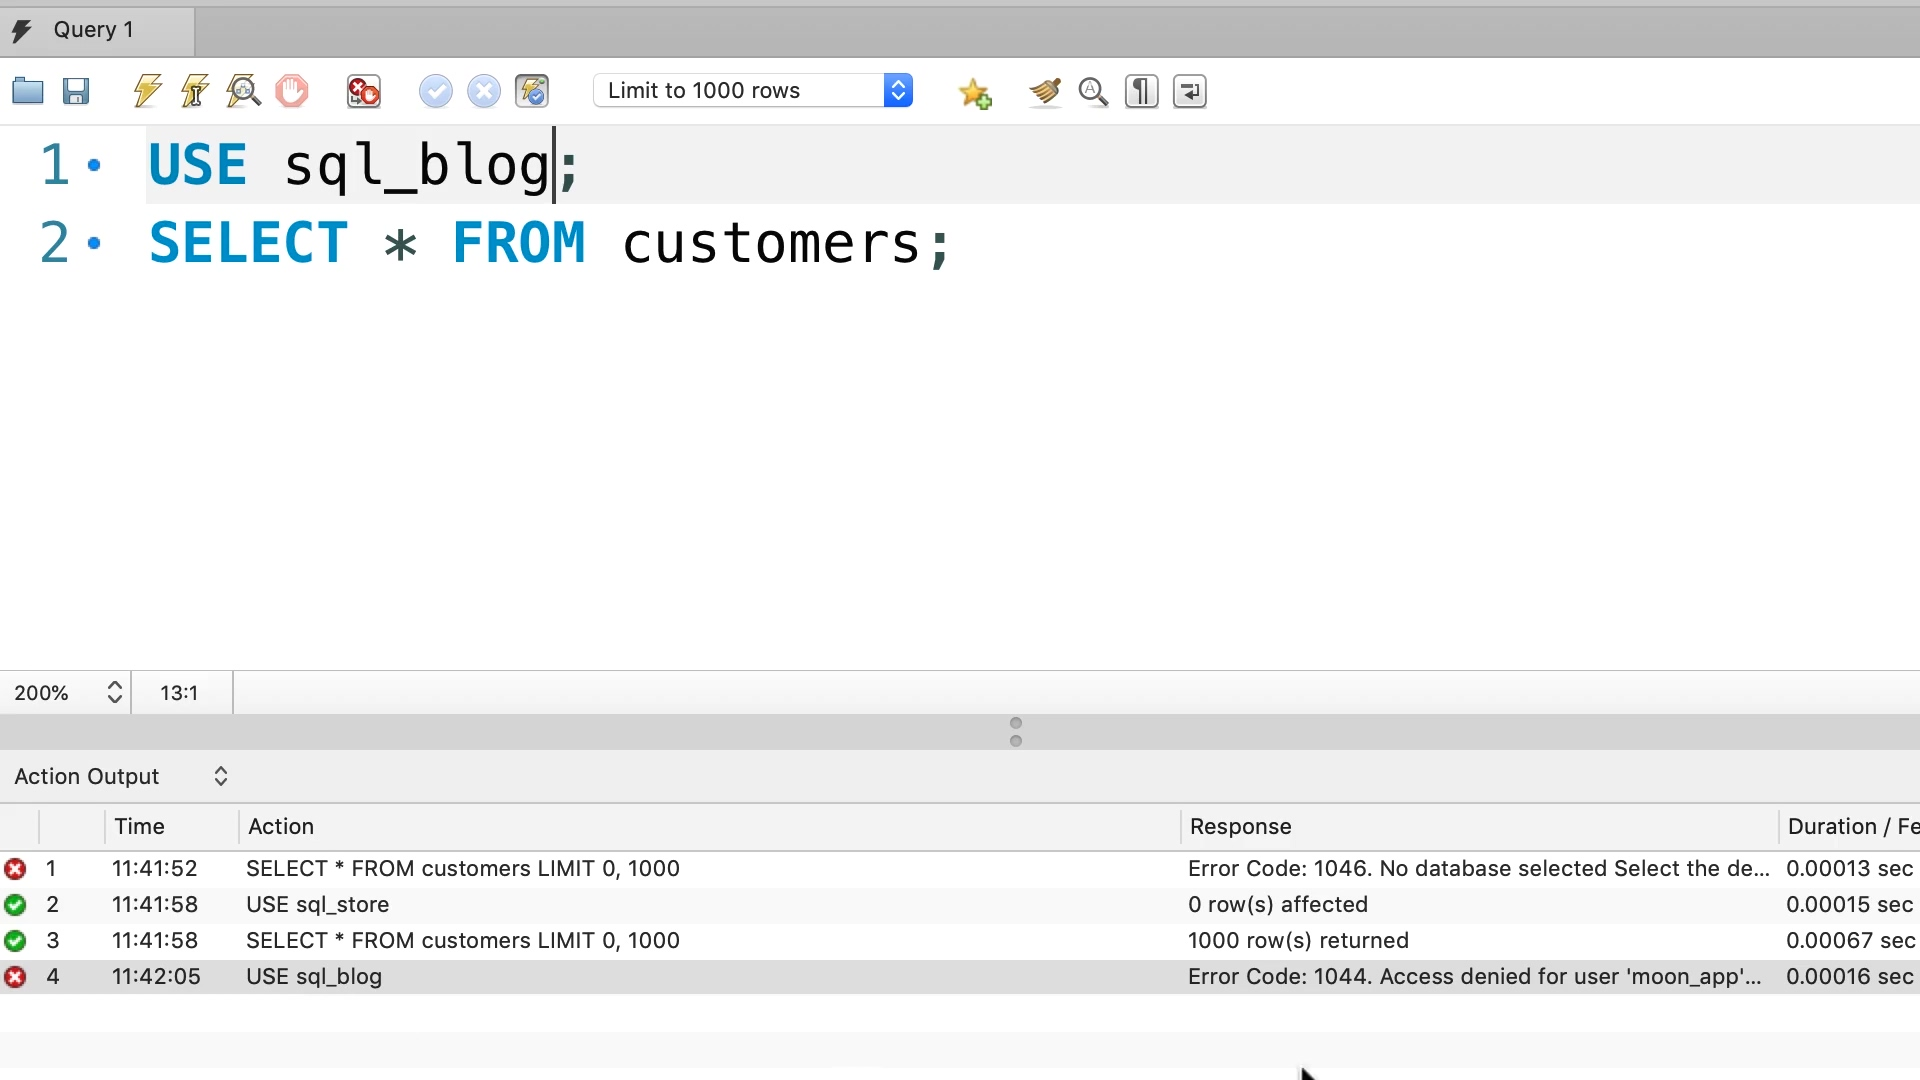 Query 1
Limit to 1000 rows
1 USE sql_blog;
2 SELECT * FROM customers;
200% 13:1
Action Output
Time Action Response Duration / Fe
1 11:41:52 SELECT * FROM customers LIMIT 0, 1000 Error Code: 1046. No database selected Select the de... 0.00013 sec
2 11:41:58 USE sql_store 0 row(s) affected 0.00015 sec
3 11:41:58 SELECT * FROM customers LIMIT 0, 1000 1000 row(s) returned 0.00067 sec
4 11:42:05 USE sql_blog Error Code: 1044. Access denied for user 'moon_app'... 0.00016 sec